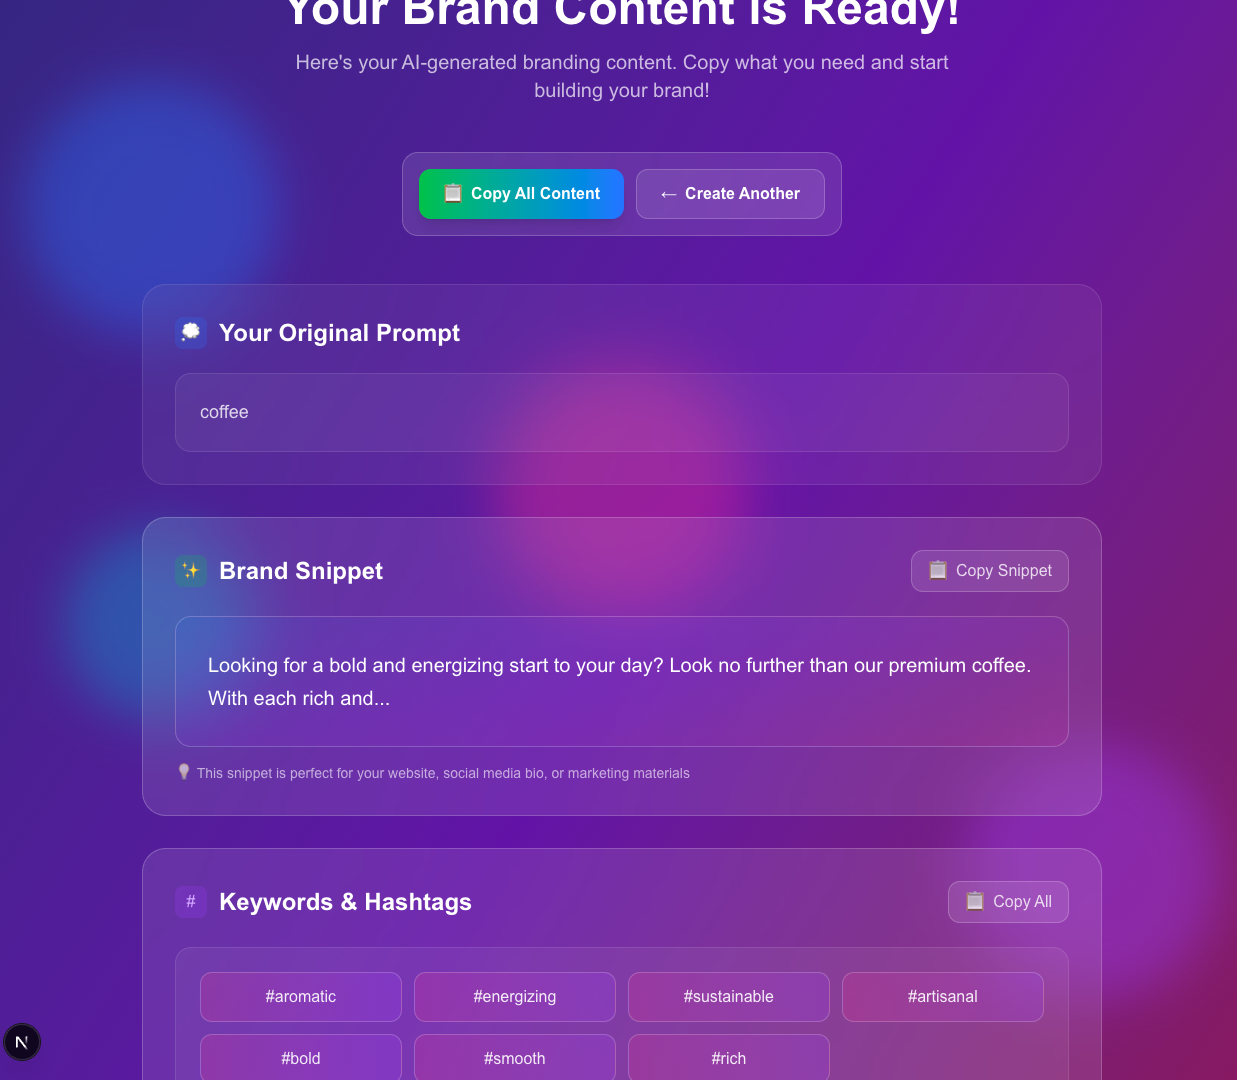 Your Brand Content is Ready!
Here's your AI-generated branding content. Copy what you need and start
building your brand!
Copy All Content
← Create Another
Your Original Prompt
coffee
Brand Snippet
Copy Snippet
Looking for a bold and energizing start to your day? Look no further than our premium coffee.
With each rich and...
This snippet is perfect for your website, social media bio, or marketing materials
# Keywords & Hashtags
Copy All
#aromatic
#energizing
#sustainable
#artisanal
#bold
#smooth
#rich
N